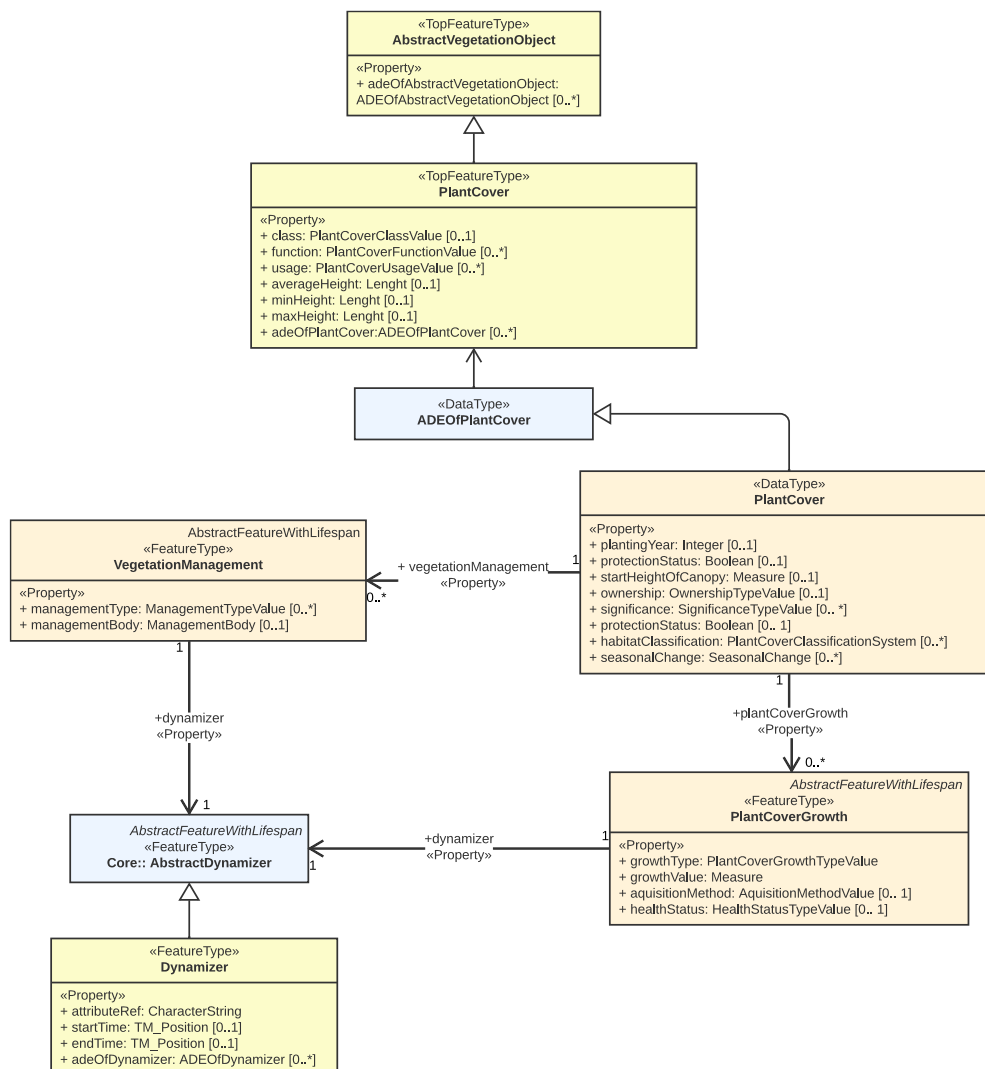 «TopFeatureType»
AbstractVegetationObject
«Property»
+ adeOfAbstractVegetationObject:
ADEOfAbstractVegetationObject [0..*]
«TopFeatureType»
PlantCover
«Property»
+ class: PlantCoverClassValue [0..1]
+ function: PlantCoverFunctionValue [0..*]
+ usage: PlantCoverUsageValue [0..*]
+ averageHeight: Lenght [0..1]
+ minHeight: Lenght [0..1]
+ maxHeight: Lenght [0..1]
+ adeOfPlantCover:ADEOfPlantCover [0..*]
«DataType»
ADEOfPlantCover
«DataType»
PlantCover
«Property»
+ plantingYear: Integer [0..1]
+ protectionStatus: Boolean [0..1]
+ startHeightOfCanopy: Measure [0..1]
+ ownership: OwnershipTypeValue [0..1]
+ significance: SignificanceTypeValue [0.. *]
+ protectionStatus: Boolean [0.. 1]
+ habitatClassification: PlantCoverClassificationSystem [0..*]
+ seasonalChange: SeasonalChange [0..*]
AbstractFeatureWithLifespan
«FeatureType»
VegetationManagement
«Property»
+ managementType: ManagementTypeValue [0..*]
+ managementBody: ManagementBody [0..1]
1
+ vegetationManagement
«Property»
0..*
1
+dynamizer
«Property»
1
1
+plantCoverGrowth
«Property»
0..*
AbstractFeatureWithLifespan
«FeatureType»
PlantCoverGrowth
«Property»
+ growthType: PlantCoverGrowthTypeValue
+ growthValue: Measure
+ aquisitionMethod: AquisitionMethodValue [0.. 1]
+ healthStatus: HealthStatusTypeValue [0.. 1]
1
+dynamizer
«Property»
1
AbstractFeatureWithLifespan
«FeatureType»
Core:: AbstractDynamizer
«FeatureType»
Dynamizer
«Property»
+ attributeRef: CharacterString
+ startTime: TM_Position [0..1]
+ endTime: TM_Position [0..1]
+ adeOfDynamizer: ADEOfDynamizer [0..*]